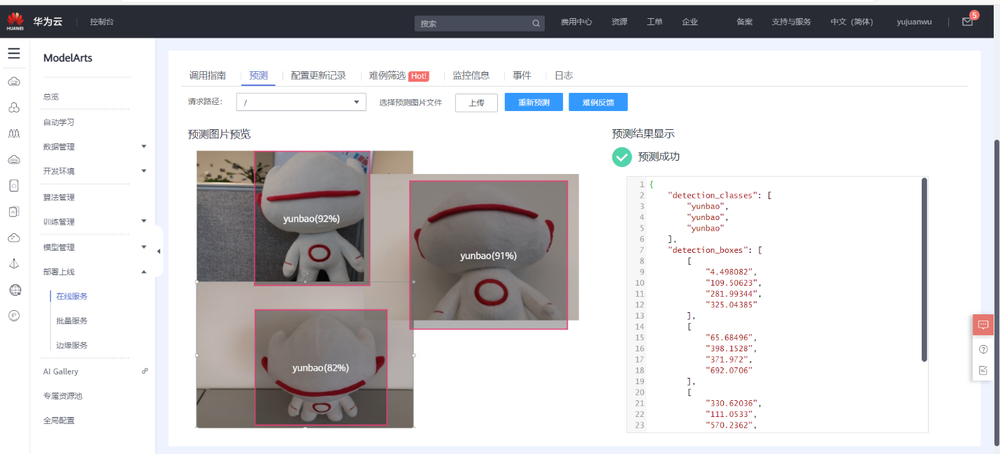 HUAWEI
华为云
控制台
搜索
费用中心
资源
工单
企业
备案
支持与服务
中文（简体）
yujuanwu
5
ModelArts
总览
自动学习
数据管理
开发环境
算法管理
训练管理
模型管理
部署上线
在线服务
批量服务
边缘服务
AI Gallery
专属资源池
全局配置
IP
调用指南
预测
配置更新记录
难例筛选 Hot!
监控信息
事件
日志
请求路径：
/
选择预测图片文件
上传
重新预测
难例反馈
预测图片预览
yunbao(92%)
yunbao(91%)
yunbao(82%)
预测结果显示
预测成功
1 {
2 "detection_classes": [
3 "yunbao",
4 "yunbao",
5 "yunbao"
6 ],
7 "detection_boxes": [
8 [
9 "4.498082",
10 "109.50623",
11 "281.99344",
12 "325.04385"
13 ],
14 [
15 "65.68496",
16 "398.1528",
17 "371.972",
18 "692.0706"
19 ],
20 [
21 "330.62036",
22 "111.0533",
23 "570.2362",